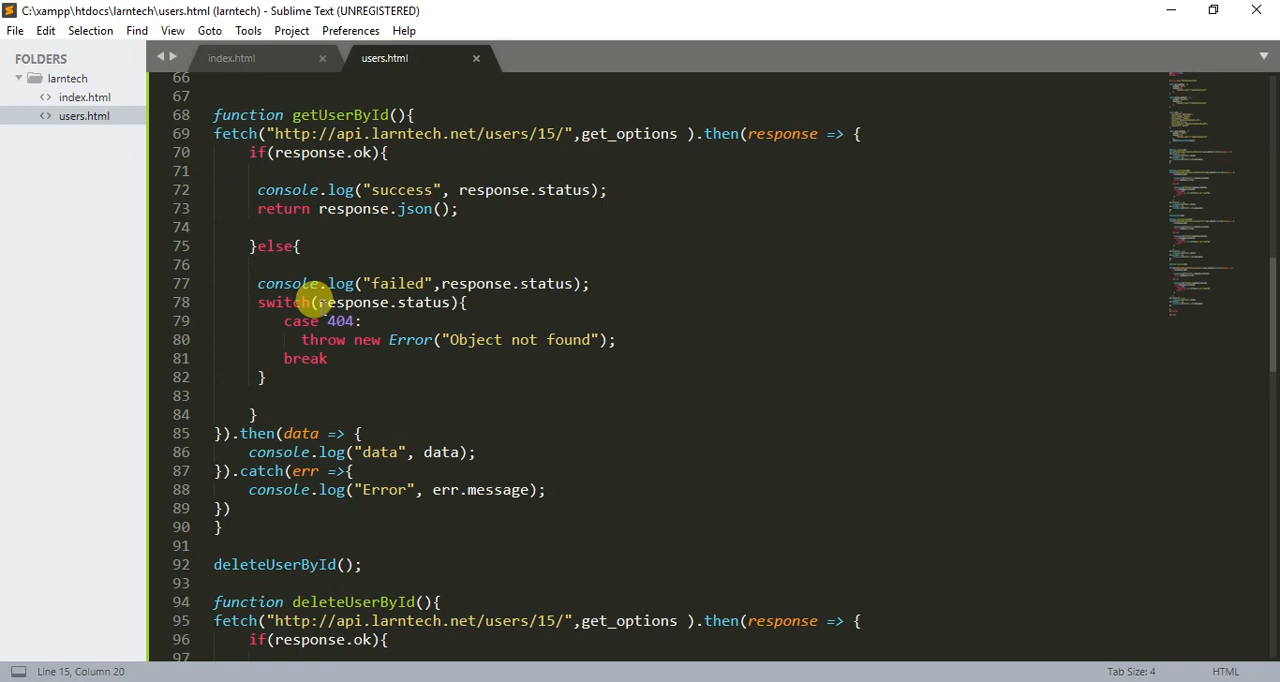 C:\xampp\htdocs\larntech\users.html (larntech) - Sublime Text (UNREGISTERED)
File Edit Selection Find View Goto Tools Project Preferences Help
FOLDERS
larntech
index.html
users.html
index.html
users.html
66
67
68 function getUserById(){
69 fetch("http://api.larntech.net/users/15/",get_options ).then(response => {
70 if(response.ok){
71
72 console.log("success", response.status);
73 return response.json();
74
75 }else{
76
77 console.log("failed",response.status);
78 switch(response.status){
79 case 404:
80 throw new Error("Object not found");
81 break
82 }
83
84 }
85 }).then(data => {
86 console.log("data", data);
87 }).catch(err =>{
88 console.log("Error", err.message);
89 })
90 }
91
92 deleteUserById();
93
94 function deleteUserById(){
95 fetch("http://api.larntech.net/users/15/",get_options ).then(response => {
96 if(response.ok){
97
Line 15, Column 20
Tab Size: 4
HTML